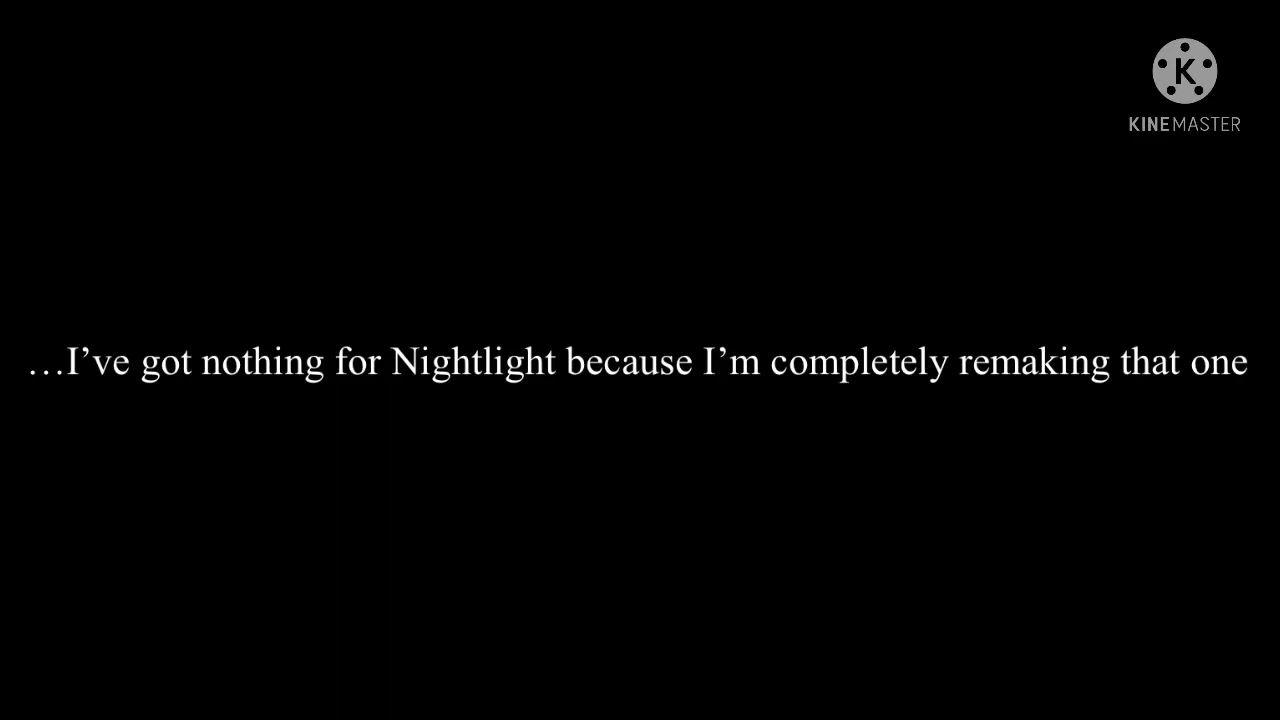 K
KINEMASTER
…I’ve got nothing for Nightlight because I’m completely remaking that one